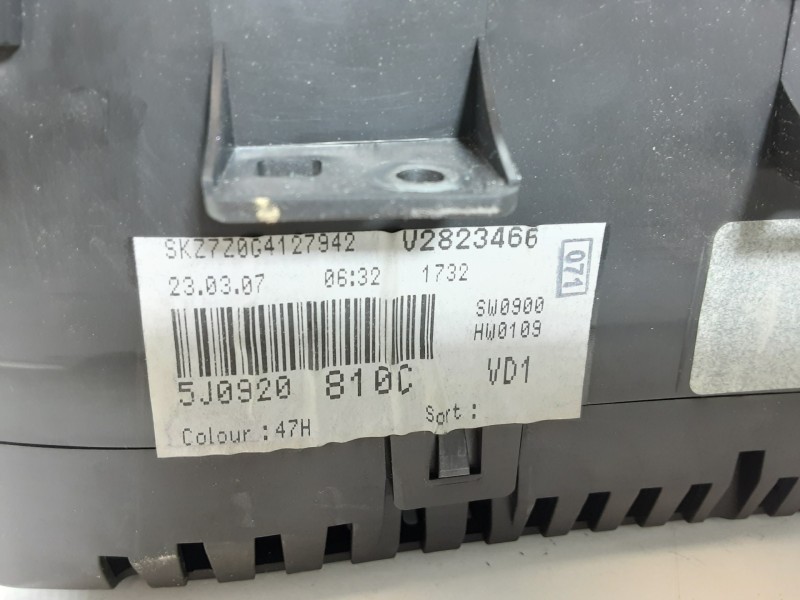 SKZ7Z0G4127942 V2823466
071
23.03.07 06:32 1732
SW0900
HW0109
5J0920 810C VD1
Colour : 47H Sort :